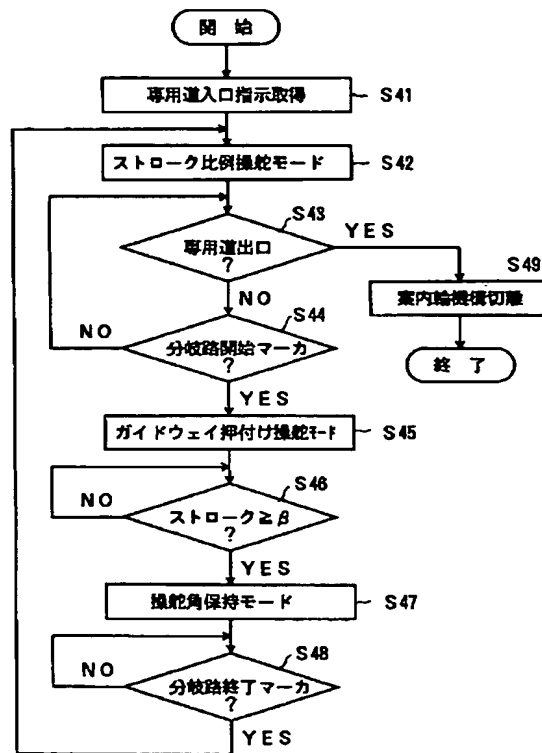 開 始
専用道入口指示取得
S41
ストローク比例操舵モード
S42
S43
専用道出口
?
YES
NO
S49
案内輪機構切離
終 了
S44
分岐路開始マーカ
?
NO
YES
ガイドウェイ押付け操舵モード
S45
S46
ストローク≧β
?
NO
YES
操舵角保持モード
S47
S48
分岐路終了マーカ
?
NO
YES